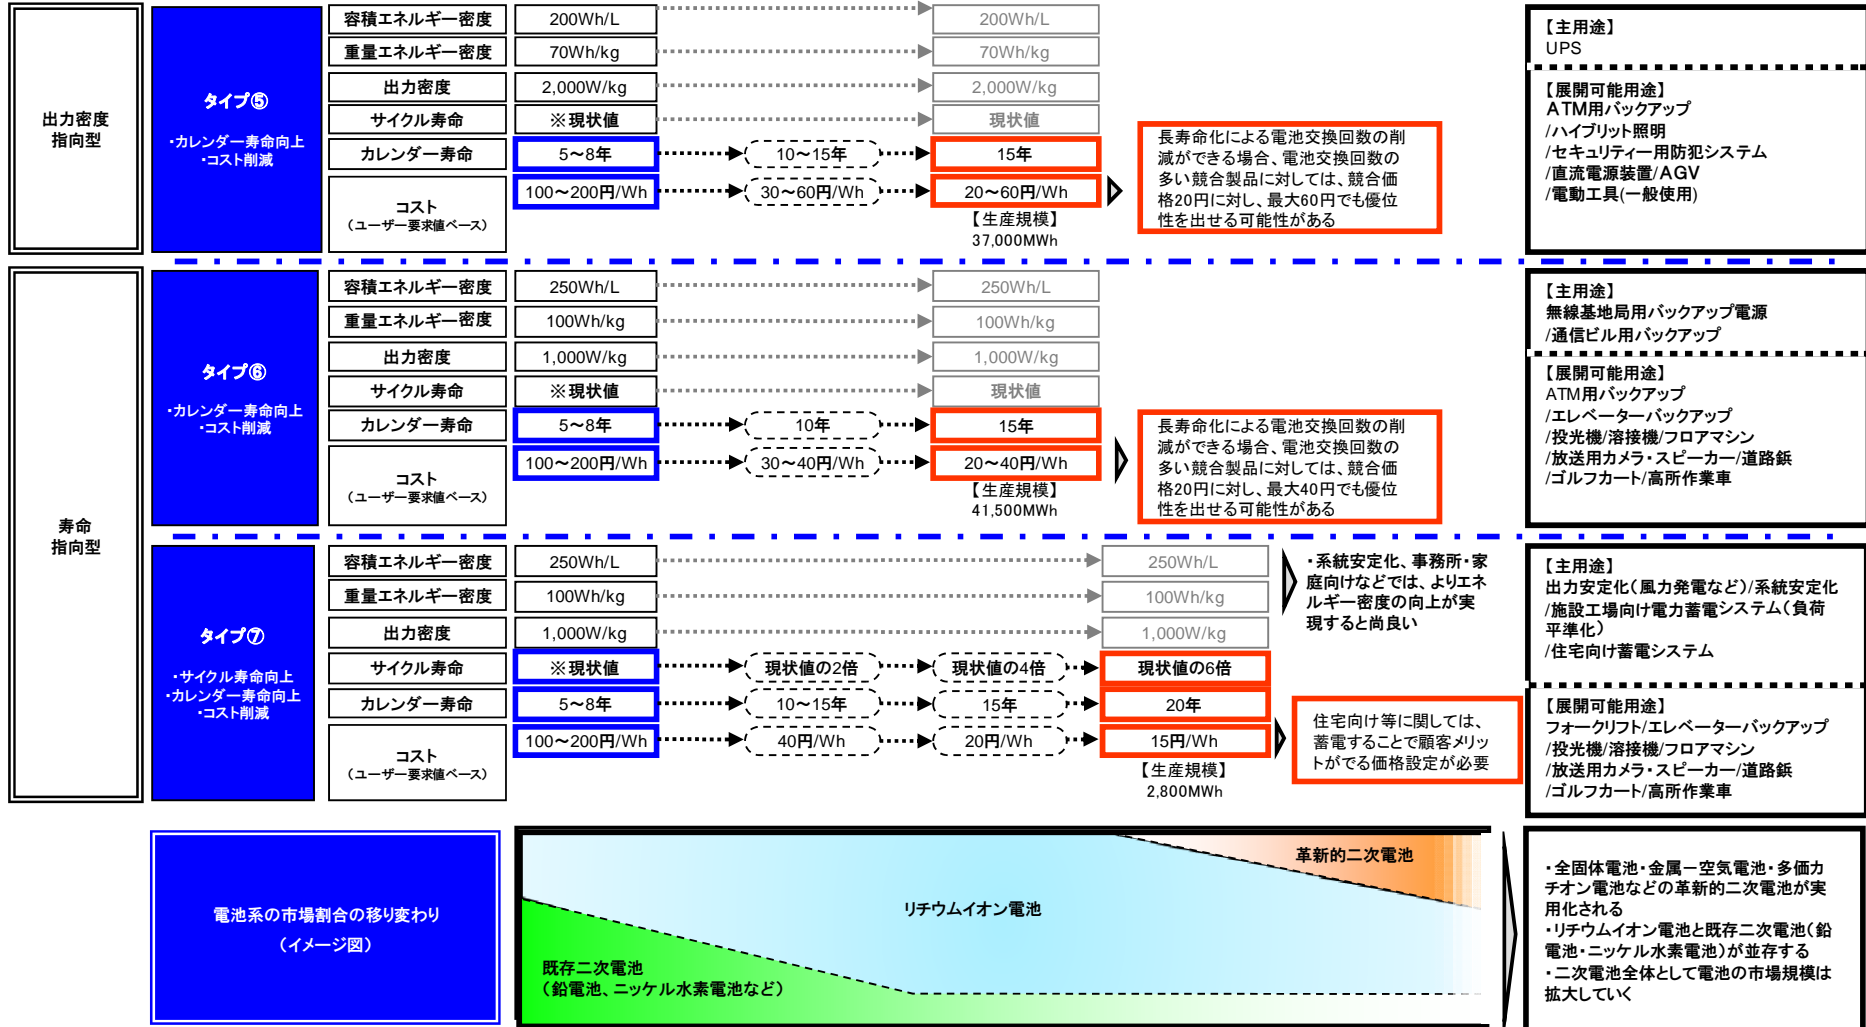 出力密度
指向型
タイプ⑤
・カレンダー寿命向上
・コスト削減
容積エネルギー密度
200Wh/L
200Wh/L
重量エネルギー密度
70Wh/kg
70Wh/kg
出力密度
2,000W/kg
2,000W/kg
サイクル寿命
※現状値
現状値
カレンダー寿命
5～8年
10～15年
15年
コスト
（ユーザー要求値ベース）
100～200円/Wh
30～60円/Wh
20～60円/Wh
【生産規模】
37,000MWh
長寿命化による電池交換回数の削
減ができる場合、電池交換回数の
多い競合製品に対しては、競合価
格20円に対し、最大60円でも優位
性を出せる可能性がある
【主用途】
UPS
【展開可能用途】
ATM用バックアップ
/ハイブリット照明
/セキュリティー用防犯システム
/直流電源装置/AGV
/電動工具(一般使用)
寿命
指向型
タイプ⑥
・カレンダー寿命向上
・コスト削減
容積エネルギー密度
250Wh/L
250Wh/L
重量エネルギー密度
100Wh/kg
100Wh/kg
出力密度
1,000W/kg
1,000W/kg
サイクル寿命
※現状値
現状値
カレンダー寿命
5～8年
10年
15年
コスト
（ユーザー要求値ベース）
100～200円/Wh
30～40円/Wh
20～40円/Wh
【生産規模】
41,500MWh
長寿命化による電池交換回数の削
減ができる場合、電池交換回数の
多い競合製品に対しては、競合価
格20円に対し、最大40円でも優位
性を出せる可能性がある
【主用途】
無線基地局用バックアップ電源
/通信ビル用バックアップ
【展開可能用途】
ATM用バックアップ
/エレベーターバックアップ
/投光機/溶接機/フロアマシン
/放送用カメラ・スピーカー/道路鋲
/ゴルフカート/高所作業車
タイプ⑦
・サイクル寿命向上
・カレンダー寿命向上
・コスト削減
容積エネルギー密度
250Wh/L
250Wh/L
重量エネルギー密度
100Wh/kg
100Wh/kg
出力密度
1,000W/kg
1,000W/kg
サイクル寿命
※現状値
現状値の2倍
現状値の4倍
現状値の6倍
カレンダー寿命
5～8年
10～15年
15年
20年
コスト
（ユーザー要求値ベース）
100～200円/Wh
40円/Wh
20円/Wh
15円/Wh
【生産規模】
2,800MWh
・系統安定化、事務所・家
庭向けなどでは、よりエネ
ルギー密度の向上が実
現すると尚良い
住宅向け等に関しては、
蓄電することで顧客メリッ
トがでる価格設定が必要
【主用途】
出力安定化（風力発電など）/系統安定化
/施設工場向け電力蓄電システム（負荷
平準化）
/住宅向け蓄電システム
【展開可能用途】
フォークリフト/エレベーターバックアップ
/投光機/溶接機/フロアマシン
/放送用カメラ・スピーカー/道路鋲
/ゴルフカート/高所作業車
電池系の市場割合の移り変わり
（イメージ図）
革新的二次電池
リチウムイオン電池
既存二次電池
（鉛電池、ニッケル水素電池など）
・全固体電池・金属－空気電池・多価カ
チオン電池などの革新的二次電池が実
用化される
・リチウムイオン電池と既存二次電池（鉛
電池・ニッケル水素電池）が並存する
・二次電池全体として電池の市場規模は
拡大していく